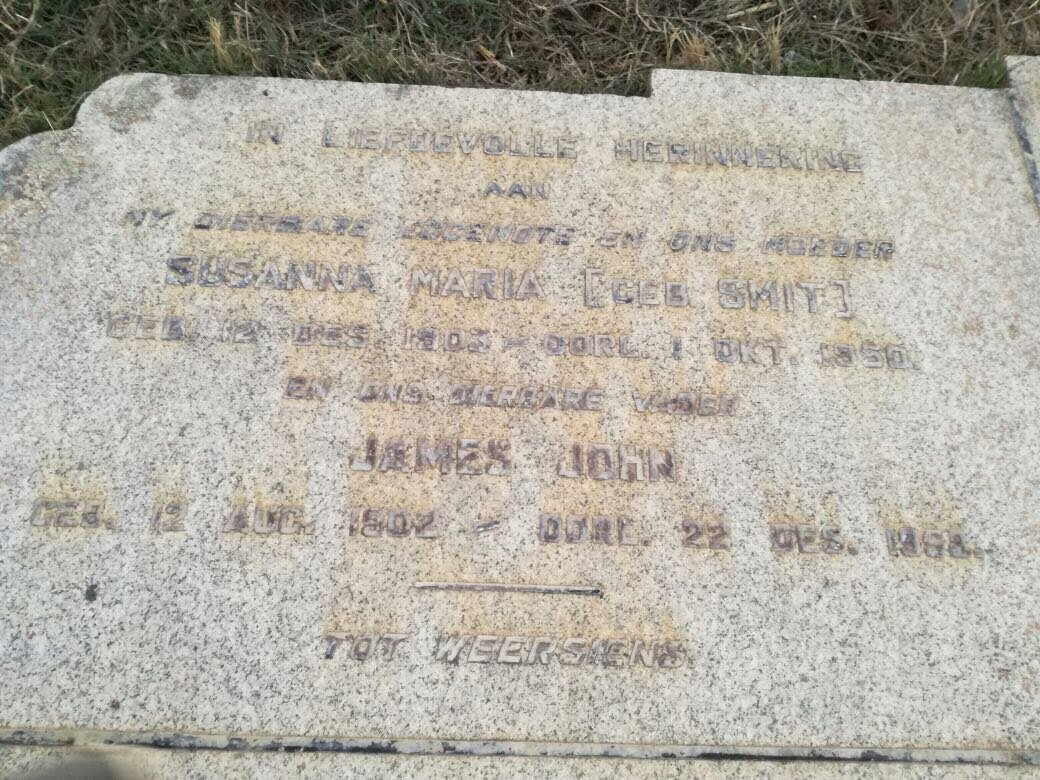 IN LIEFDEVOLLE HERINNERING
AAN
MY DIERBARE EGGENOTE EN ONS MOEDER
SUSANNA MARIA [GEB SMIT]
GEB. 12 DES. 1903 – OORL. 1 OKT. 1950.
EN ONS DIERBARE VADER
JAMES JOHN
GEB. 12 AUG. 1902 – OORL. 22 DES.
TOT WEERSIENS.